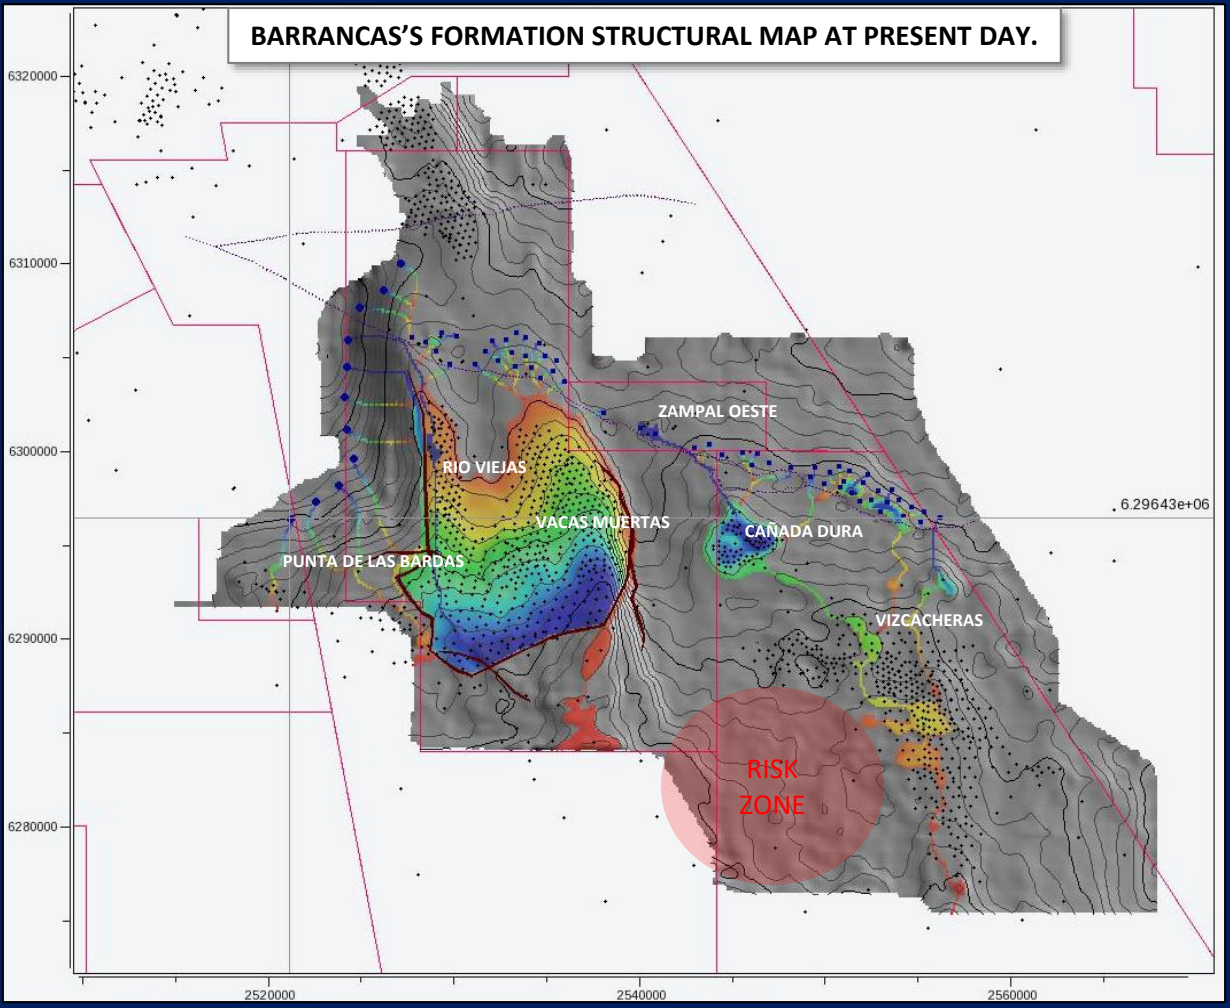 BARRANCAS'S FORMATION STRUCTURAL MAP AT PRESENT DAY.
6320000
6310000
ZAMPAL OESTE
6300000
RIO VIEJAS
6.29643e+06
VACAS MUERTAS
CAÑADA DURA
PUNTA DE LAS BARDAS
VIZCACHERAS
6290000
RISK
ZONE
6280000
2520000
2540000
2560000